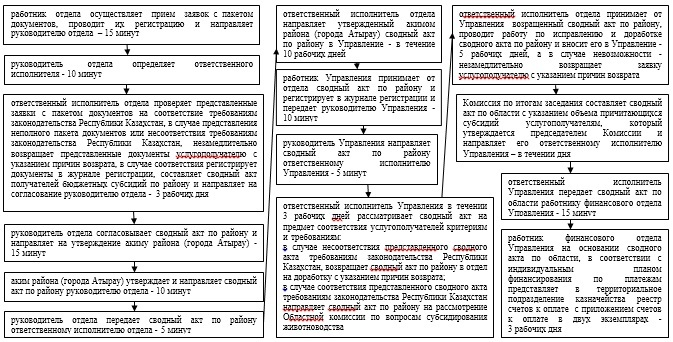 работник отдела осуществляет прием заявок с пакетом
документов, проводит их регистрацию и направляет
руководителю отдела – 15 минут
руководитель отдела определяет ответственного
исполнителя - 10 минут
ответственный исполнитель отдела проверяет представленные
заявки с пакетом документов на соответствие требованиям
законодательства Республики Казахстан, в случае представления
неполного пакета документов или несоответствия требованиям
законодательства Республики Казахстан, незамедлительно
возвращает представленные документы услугополучателю с
указанием причин возврата, в случае соответствия регистрирует
документы в журнале регистрации, составляет сводный акт
получателей бюджетных субсидий по району и направляет на
согласование руководителю отдела - 3 рабочих дня
руководитель отдела согласовывает сводный акт по району и
направляет на утверждение акиму района (города Атырау) -
15 минут
аким района (города Атырау) утверждает и направляет сводный
акт по району руководителю отдела - 10 минут
руководитель отдела передает сводный акт по району
ответственному исполнителю отдела - 5 минут
ответственный исполнитель отдела
направляет утвержденный акимом
района (города Атырау) сводный акт
по району в Управление - в течение
10 рабочих дней
работник Управления принимает от
отдела сводный акт по району и
регистрирует в журнале регистрации и
передает руководителю Управления -
10 минут
руководитель Управления направляет
сводный акт по району
ответственному исполнителю
Управления - 5 минут
ответственный исполнитель Управления в течении
3 рабочих дней рассматривает сводный акт на
предмет соответствия услугополучателей критериям
и требованиям:
в случае несоответствия представленного сводного
акта требованиям законодательства Республики
Казахстан, возвращает сводный акт по району в отдел
на доработку с указанием причин возврата;
в случае соответствия представленного сводного акта
требованиям законодательства Республики Казахстан
направляет сводный акт по району на рассмотрение
Областной комиссии по вопросам субсидирования
животноводства
ответственный исполнитель отдела принимает от
Управления возвращенный сводный акт по району,
проводит работу по исправлению и доработке
сводного акта по району и вносит его в Управление -
5 рабочих дней, а в случае невозможности -
незамедлительно возвращает заявку
услугополучателю с указанием причин возврата
Комиссия по итогам заседания составляет сводный
акт по области с указанием объема причитающихся
субсидий услугополучателям, который
утверждается председателем Комиссии и
направляет его ответственному исполнителю
Управления – в течении дня
ответственный исполнитель
Управления передает сводный акт по
области работнику финансового отдела
Управления - 15 минут
работник финансового отдела
Управления на основании сводного
акта по области, в соответствии с
индивидуальным планом
финансирования по платежам
представляет в территориальное
подразделение казначейства реестр
счетов к оплате с приложением счетов
к оплате в двух экземплярах -
3 рабочих дня